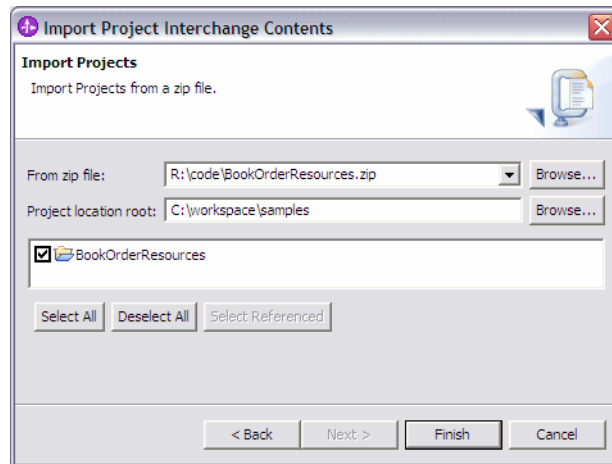 Import Project Interchange Contents
Import Projects
Import Projects from a zip file.
From zip file: R:\code\BookOrderResources.zip Browse...
Project location root: C:\workspace\samples Browse...
BookOrderResources
Select All Deselect All Select Referenced
< Back Next > Finish Cancel